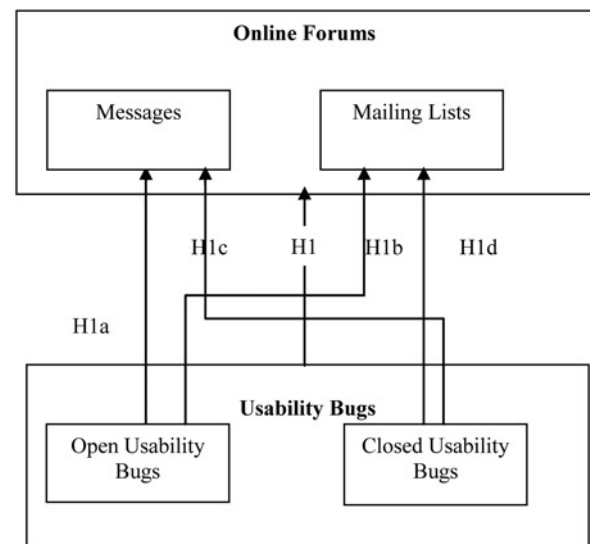 Online Forums
Messages
Mailing Lists
H1c
H1
H1b
H1d
H1a
Usability Bugs
Open Usability
Bugs
Closed Usability
Bugs